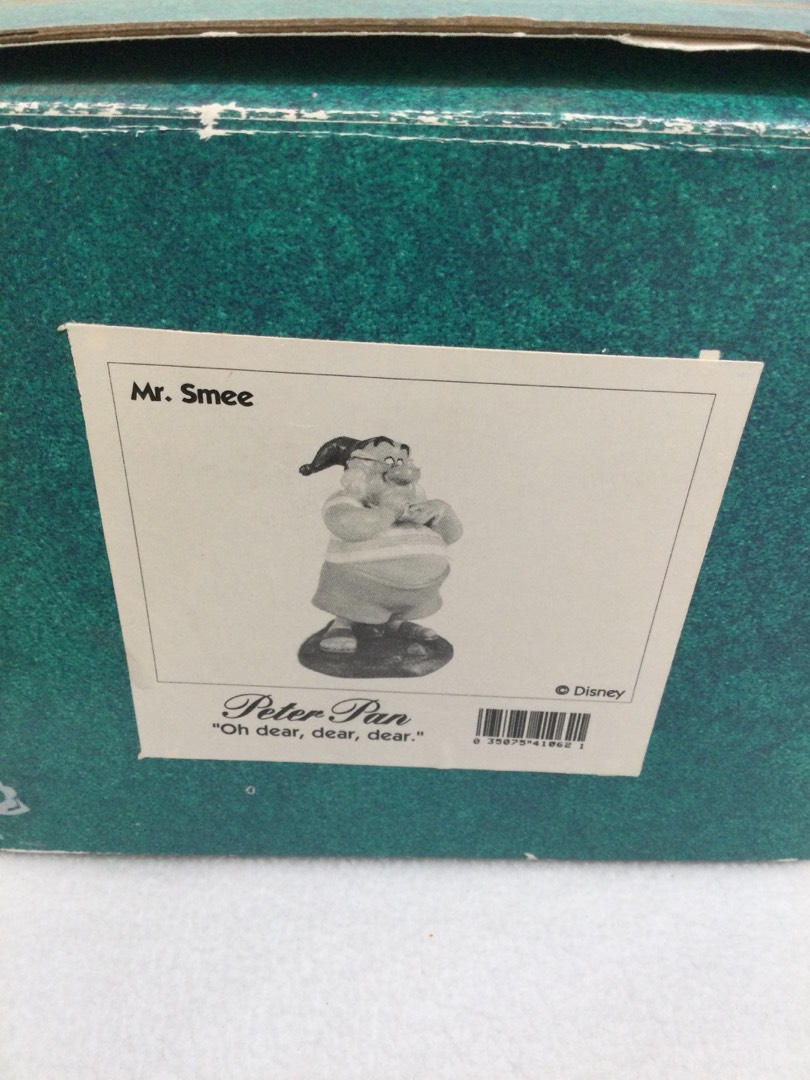 Mr. Smee
© Disney
Peter Pan
"Oh dear, dear, dear."
0 35075"41062 1